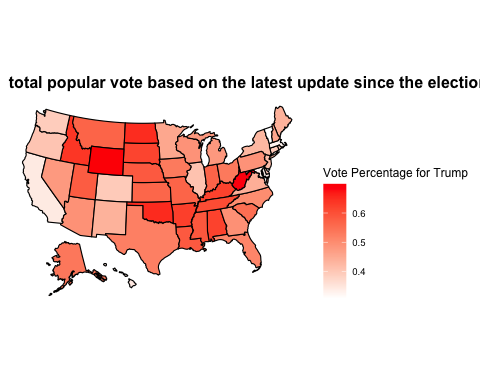 total popular vote based on the latest update since the election
Vote Percentage for Trump
0.6
0.5
0.4